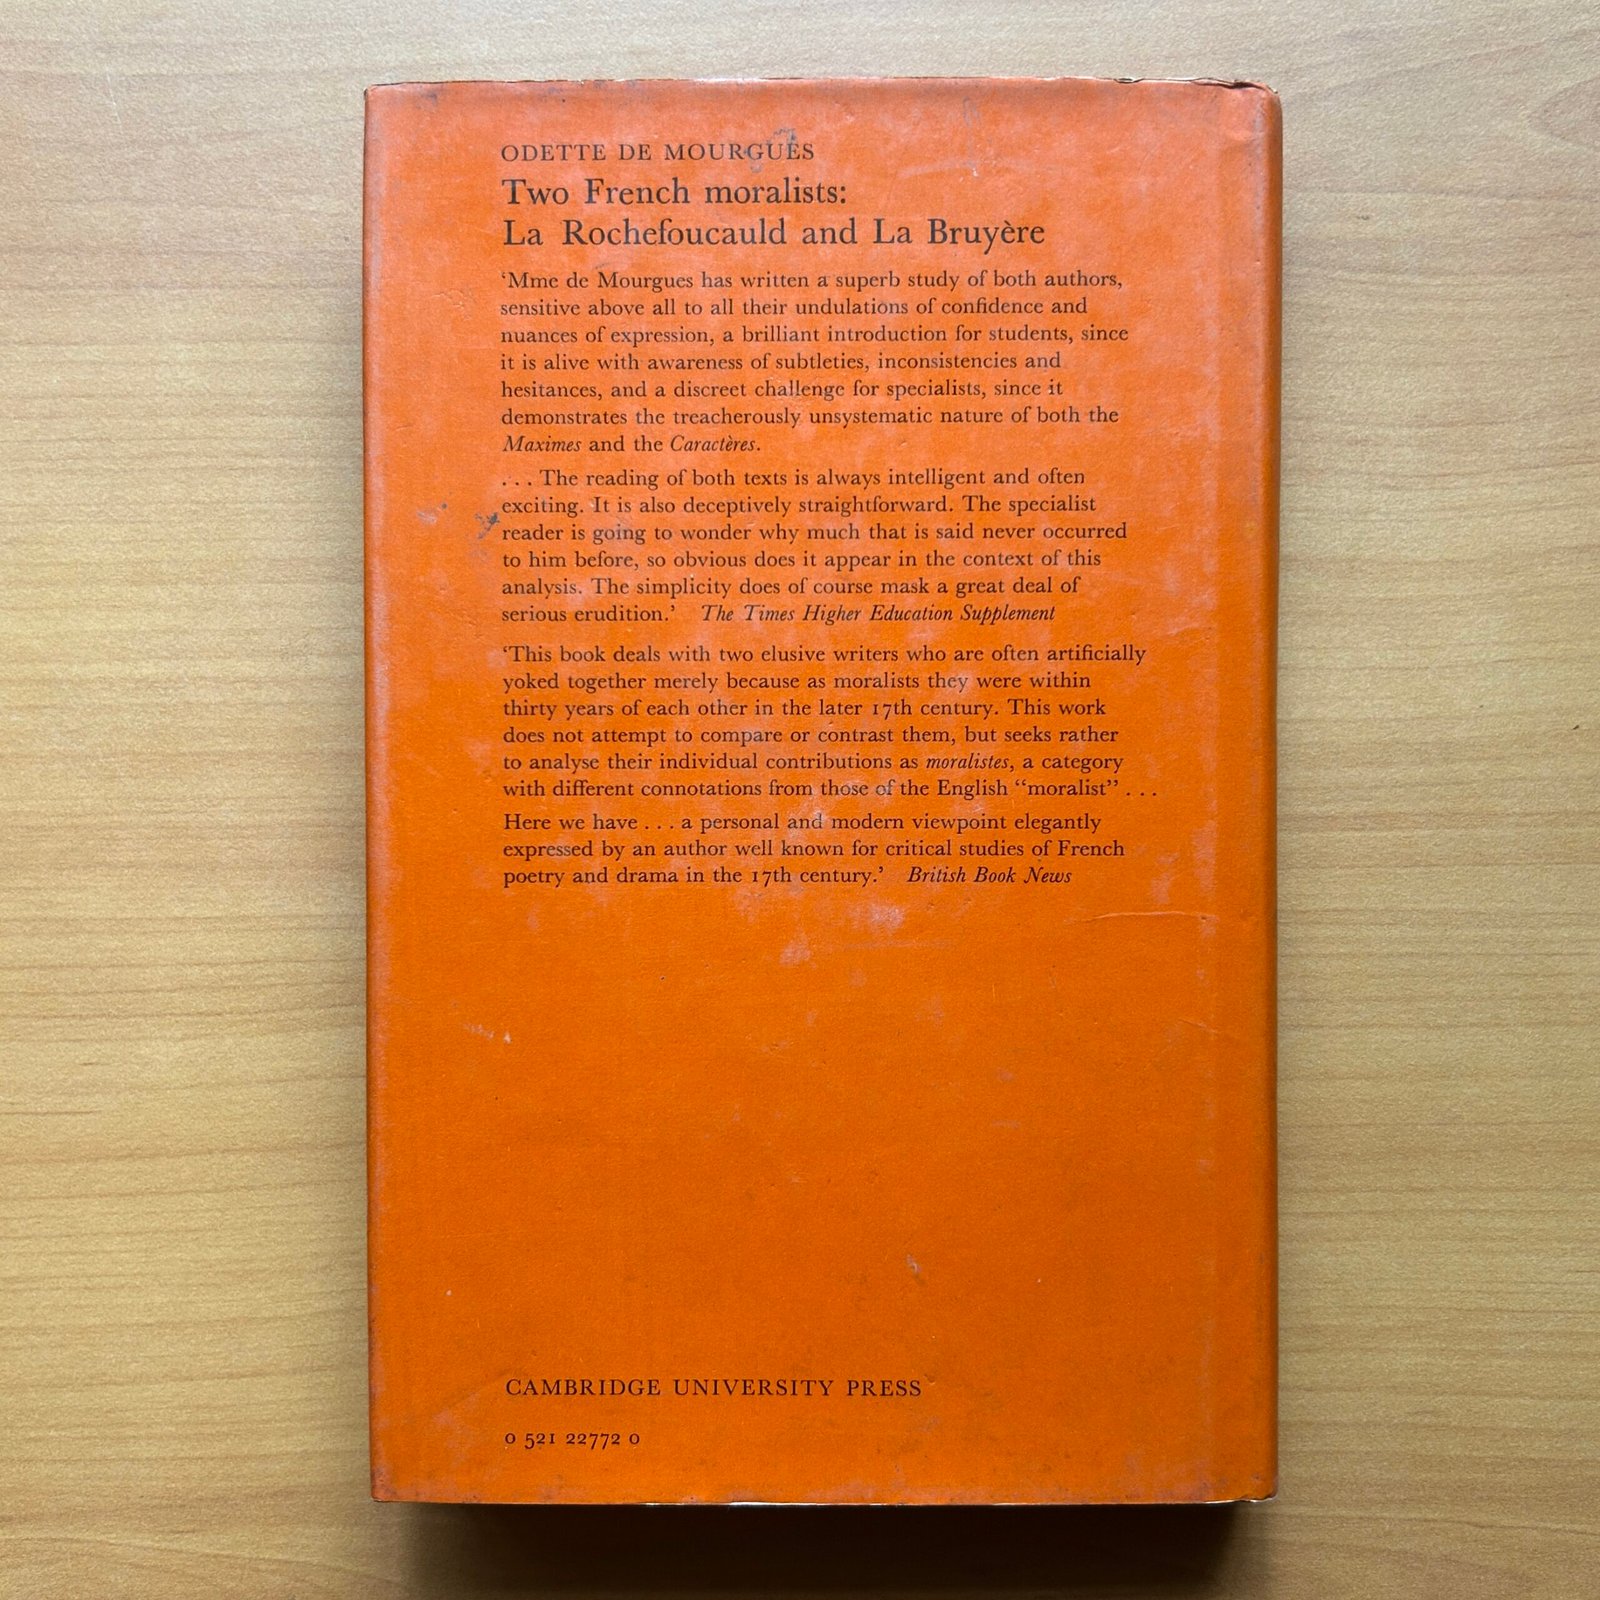 ODETTE DE MOURGUES
Two French moralists:
La Rochefoucauld and La Bruyère
‘Mme de Mourgues has written a superb study of both authors,
sensitive above all to all their undulations of confidence and
nuances of expression, a brilliant introduction for students, since
it is alive with awareness of subtleties, inconsistencies and
hesitances, and a discreet challenge for specialists, since it
demonstrates the treacherously unsystematic nature of both the
Maximes and the Caractères.
. . . The reading of both texts is always intelligent and often
exciting. It is also deceptively straightforward. The specialist
reader is going to wonder why much that is said never occurred
to him before, so obvious does it appear in the context of this
analysis. The simplicity does of course mask a great deal of
serious erudition.’ The Times Higher Education Supplement
‘This book deals with two elusive writers who are often artificially
yoked together merely because as moralists they were within
thirty years of each other in the later 17th century. This work
does not attempt to compare or contrast them, but seeks rather
to analyse their individual contributions as moralistes, a category
with different connotations from those of the English “moralist” . . .
Here we have . . . a personal and modern viewpoint elegantly
expressed by an author well known for critical studies of French
poetry and drama in the 17th century.’ British Book News
CAMBRIDGE UNIVERSITY PRESS
0 521 22772 0